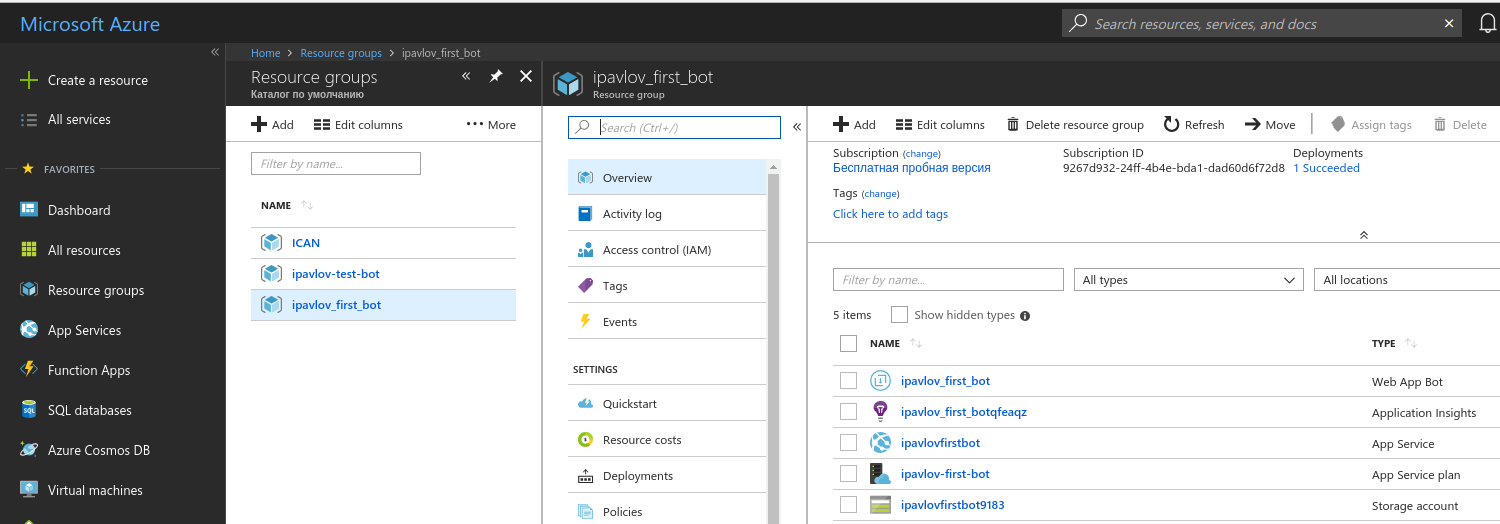 Microsoft Azure
Search resources, services, and docs
Create a resource
All services
FAVORITES
Dashboard
All resources
Resource groups
App Services
Function Apps
SQL databases
Azure Cosmos DB
Virtual machines
Home > Resource groups > ipavlov_first_bot
Resource groups
Каталог по умолчанию
Add Edit columns ••• More
Filter by name...
NAME
ICAN
ipavlov-test-bot
ipavlov_first_bot
ipavlov_first_bot
Resource group
Search (Ctrl+/)
Overview
Activity log
Access control (IAM)
Tags
Events
SETTINGS
Quickstart
Resource costs
Deployments
Policies
Add Edit columns Delete resource group Refresh Move Assign tags Delete
Subscription (change) Subscription ID Deployments
Бесплатная пробная версия 9267d932-24ff-4b4e-bda1-dad60d6f72d8 1 Succeeded
Tags (change)
Click here to add tags
Filter by name... All types All locations
5 items Show hidden types
NAME TYPE
ipavlov_first_bot Web App Bot
ipavlov_first_botqfeaqz Application Insights
ipavlovfirstbot App Service
ipavlov-first-bot App Service plan
ipavlovfirstbot9183 Storage account